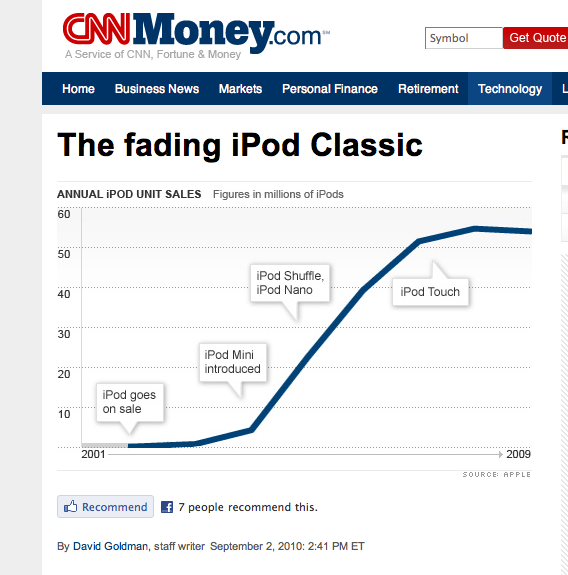 CNNMoney.com
A Service of CNN, Fortune & Money
Symbol
Get Quote
Home Business News Markets Personal Finance Retirement Technology L
The fading iPod Classic
R
ANNUAL iPOD UNIT SALES Figures in millions of iPods
60
50
iPod Shuffle,
iPod Nano
iPod Touch
40
30
iPod Mini
introduced
20
iPod goes
on sale
10
2001
2009
SOURCE: APPLE
Recommend
7 people recommend this.
By David Goldman, staff writer September 2, 2010: 2:41 PM ET